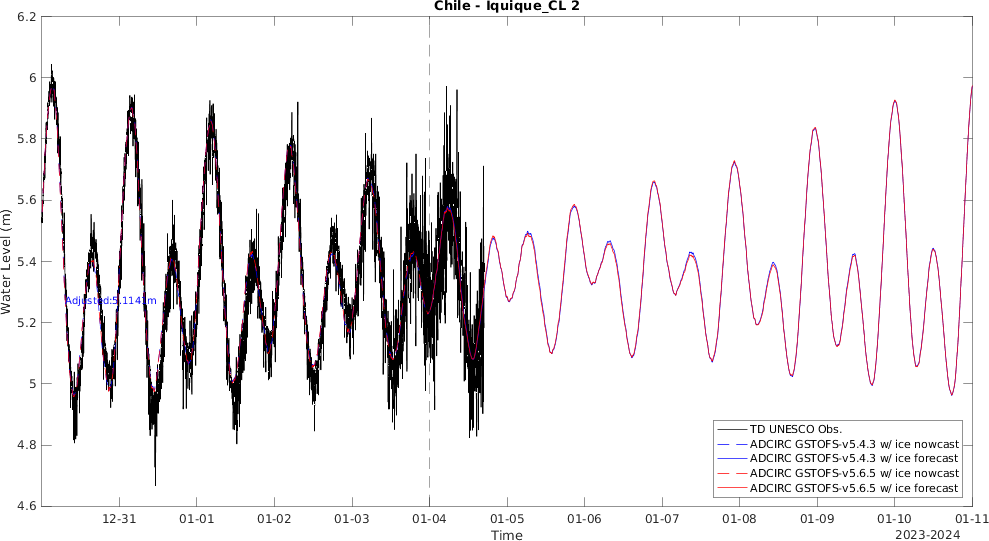 Chile - Iquique_CL 2
6.2
6
5.8
5.6
5.4
5.2
5
4.8
4.6
Water Level (m)
Adjusted:5.1141m
TD UNESCO Obs.
ADCIRC GSTOFS-v5.4.3 w/ ice nowcast
ADCIRC GSTOFS-v5.4.3 w/ ice forecast
ADCIRC GSTOFS-v5.6.5 w/ ice nowcast
ADCIRC GSTOFS-v5.6.5 w/ ice forecast
12-31 01-01 01-02 01-03 01-04 01-05 01-06 01-07 01-08 01-09 01-10 01-11
Time
2023-2024